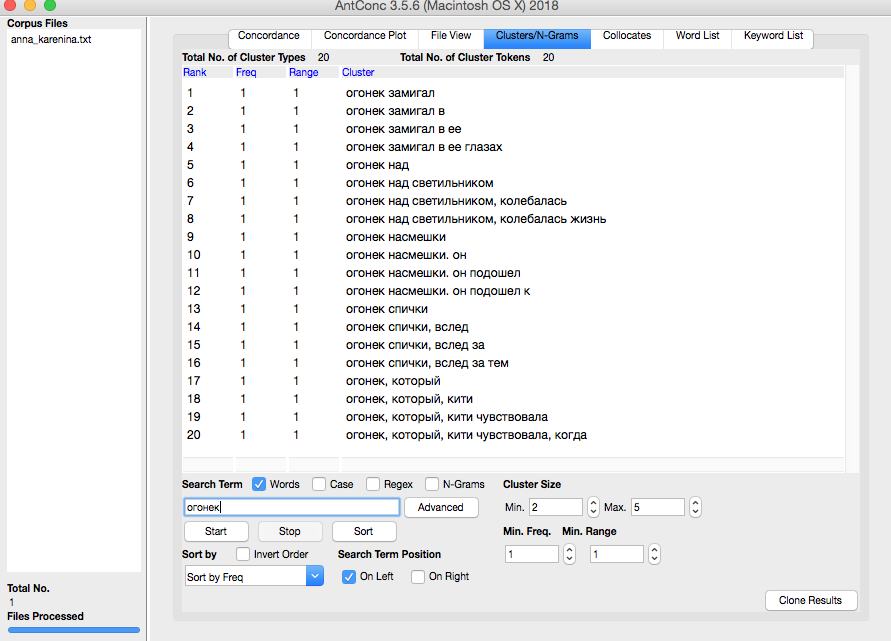 AntConc 3.5.6 (Macintosh OS X) 2018
Corpus Files
anna_karenina.txt
Concordance Concordance Plot File View Clusters/N-Grams Collocates Word List Keyword List
Total No. of Cluster Types 20 Total No. of Cluster Tokens 20
Rank Freq Range Cluster
1 1 1 огонек замигал
2 1 1 огонек замигал в
3 1 1 огонек замигал в ее
4 1 1 огонек замигал в ее глазах
5 1 1 огонек над
6 1 1 огонек над светильником
7 1 1 огонек над светильником, колебалась
8 1 1 огонек над светильником, колебалась жизнь
9 1 1 огонек насмешки
10 1 1 огонек насмешки. он
11 1 1 огонек насмешки. он подошел
12 1 1 огонек насмешки. он подошел к
13 1 1 огонек спички
14 1 1 огонек спички, вслед
15 1 1 огонек спички, вслед за
16 1 1 огонек спички, вслед за тем
17 1 1 огонек, который
18 1 1 огонек, который, кити
19 1 1 огонек, который, кити чувствовала
20 1 1 огонек, который, кити чувствовала, когда
Search Term Words Case Regex N-Grams Cluster Size
огонек Advanced Min. 2 Max. 5
Start Stop Sort Min. Freq. Min. Range
Sort by Invert Order Search Term Position 1 1
Sort by Freq On Left On Right
Total No.
1
Files Processed
Clone Results